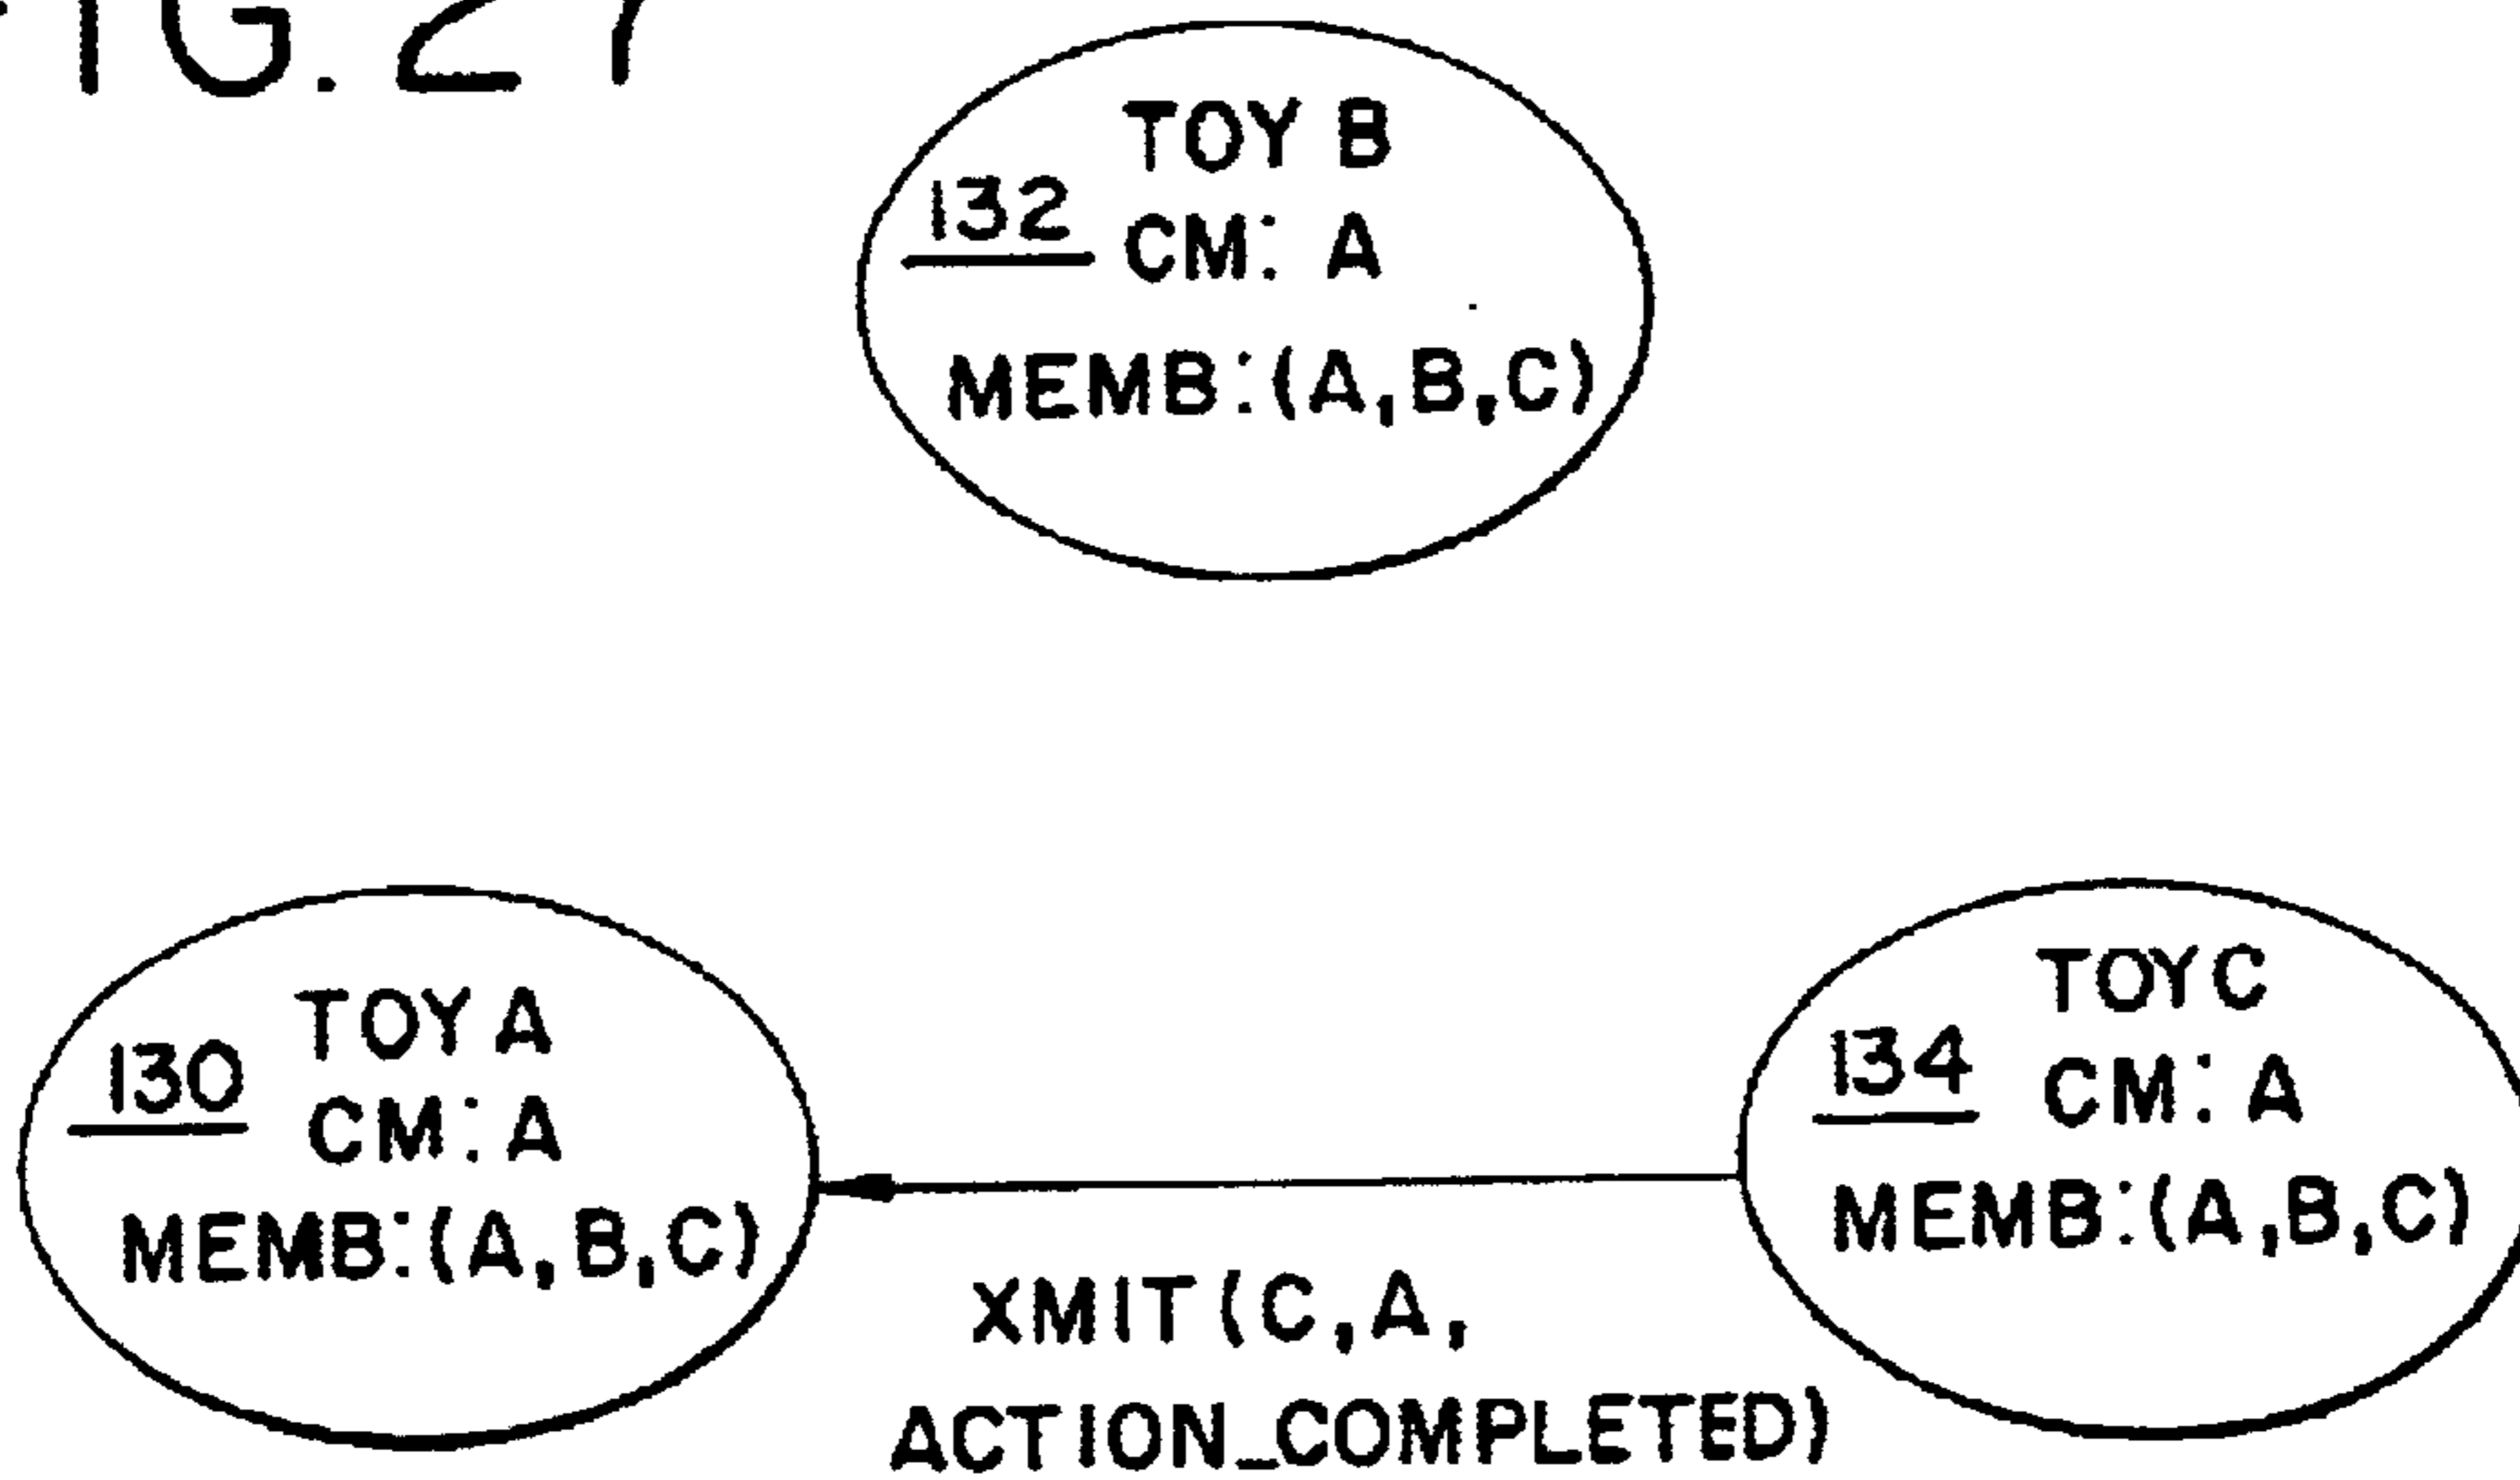 FIG. 27
TOY B
132
CM: A
MEMB:(A,B,C)
TOY A
130
CM: A
MEMB:(A,B,C)
TOY C
134
CM: A
MEMB:(A,B,C)
XMIT(C,A,
ACTION_COMPLETED)